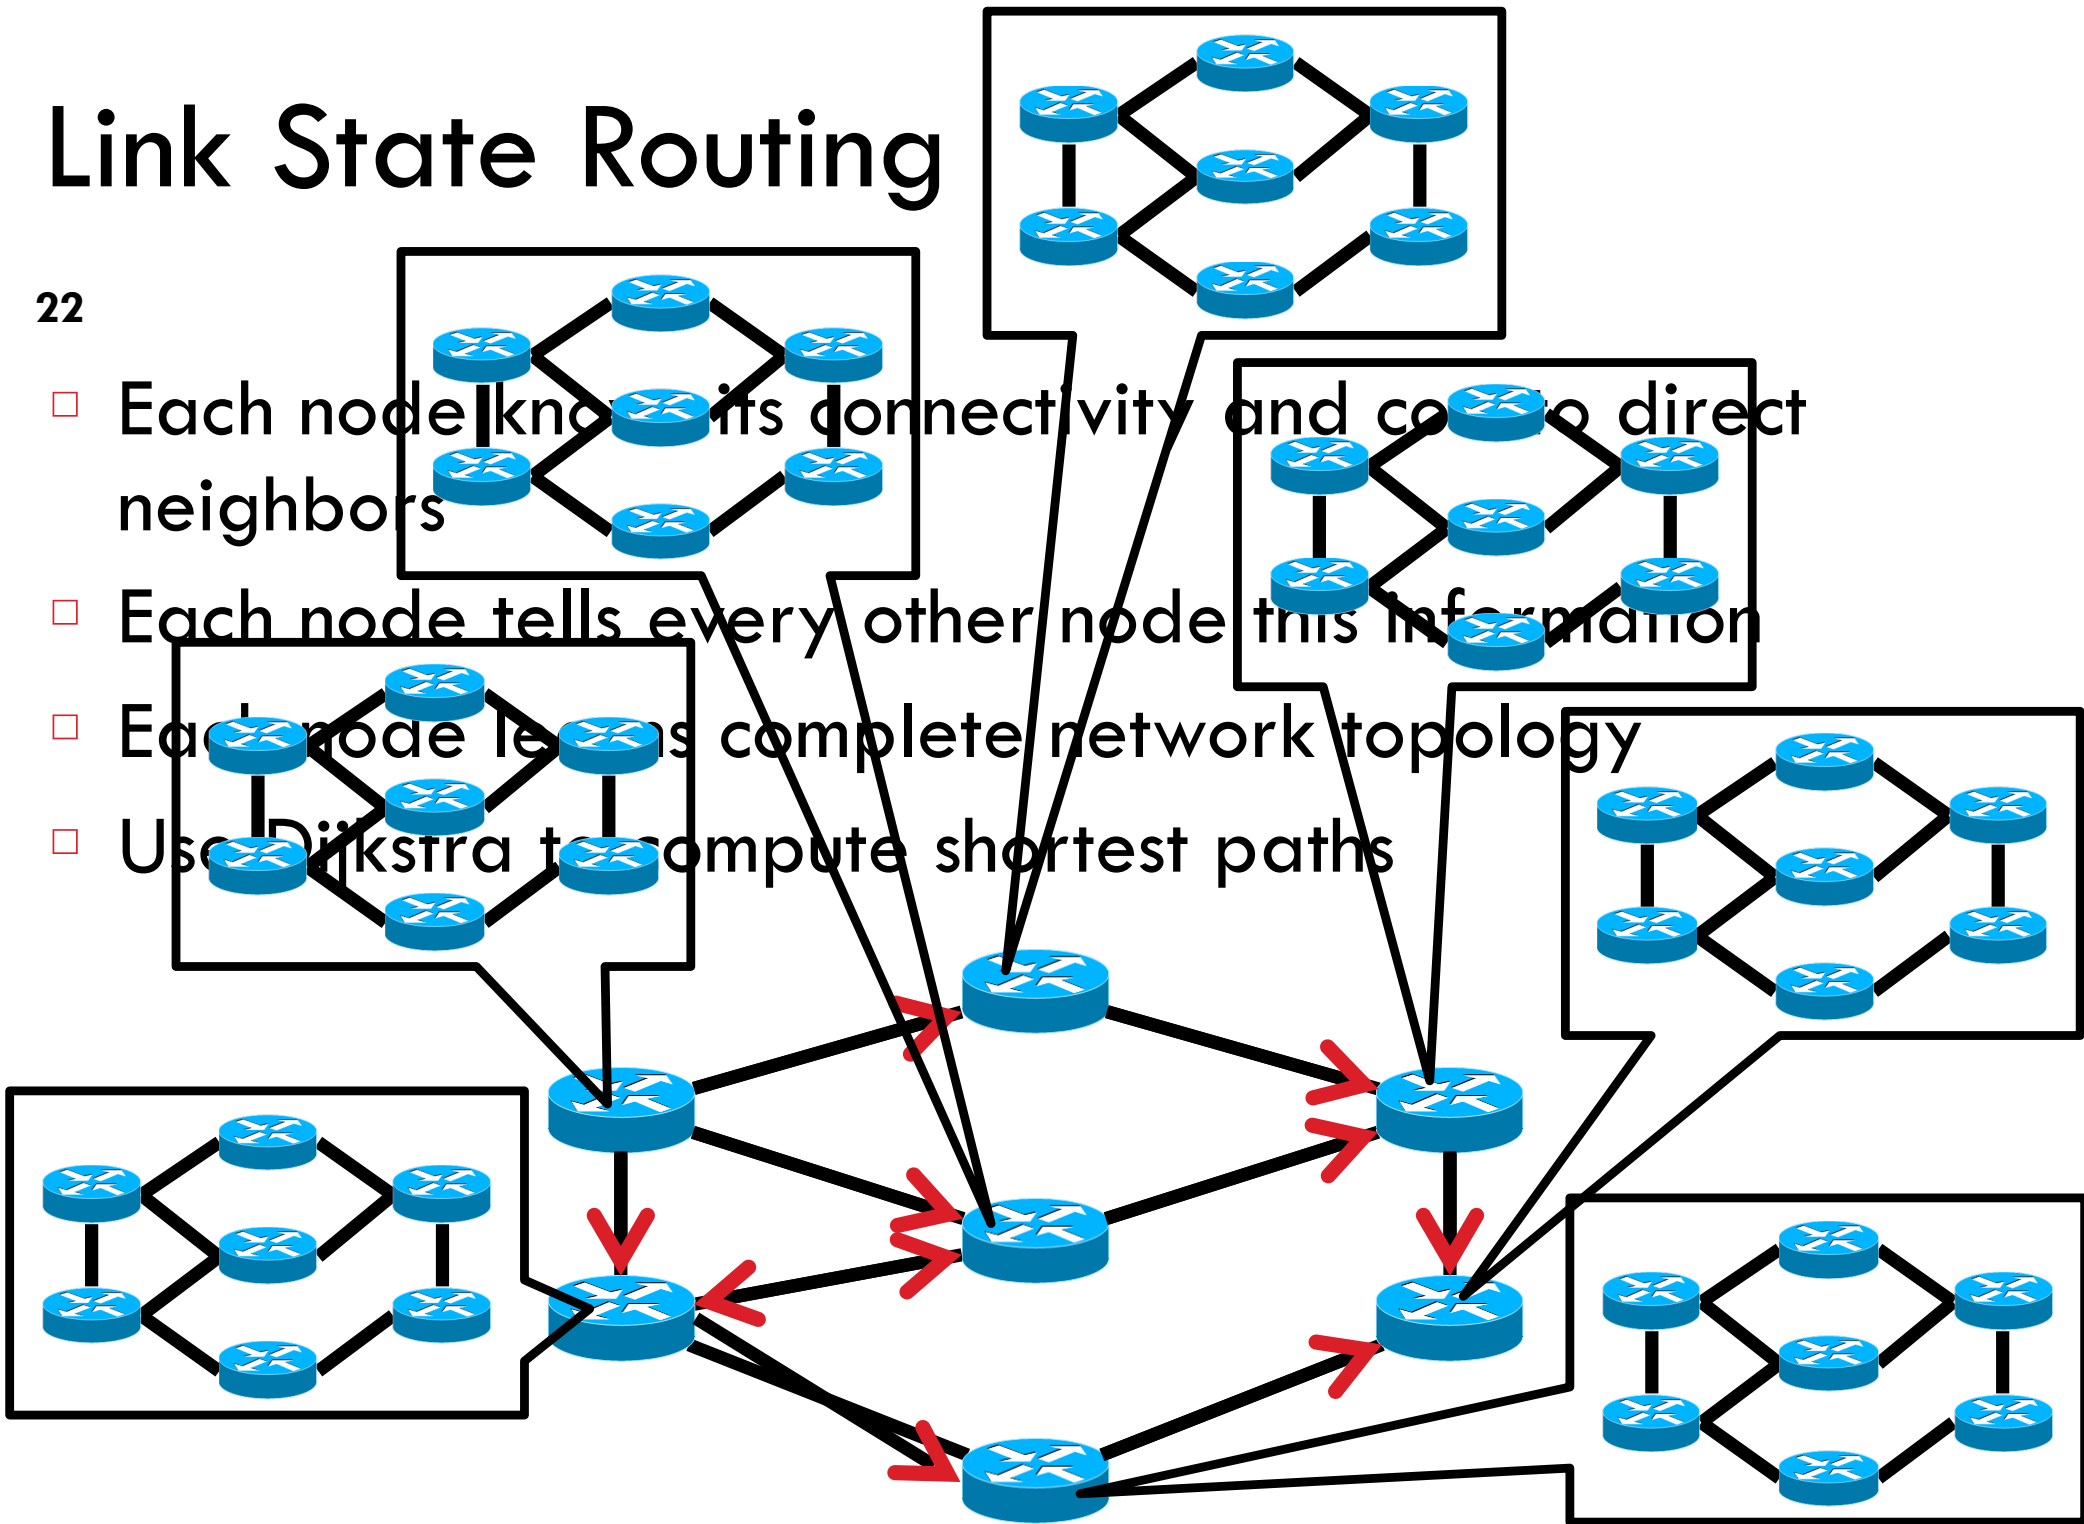 Link State Routing
22
Each node knows its connectivity and cost to direct
neighbors
Each node tells every other node this information
Each node learns complete network topology
Use Dijkstra to compute shortest paths